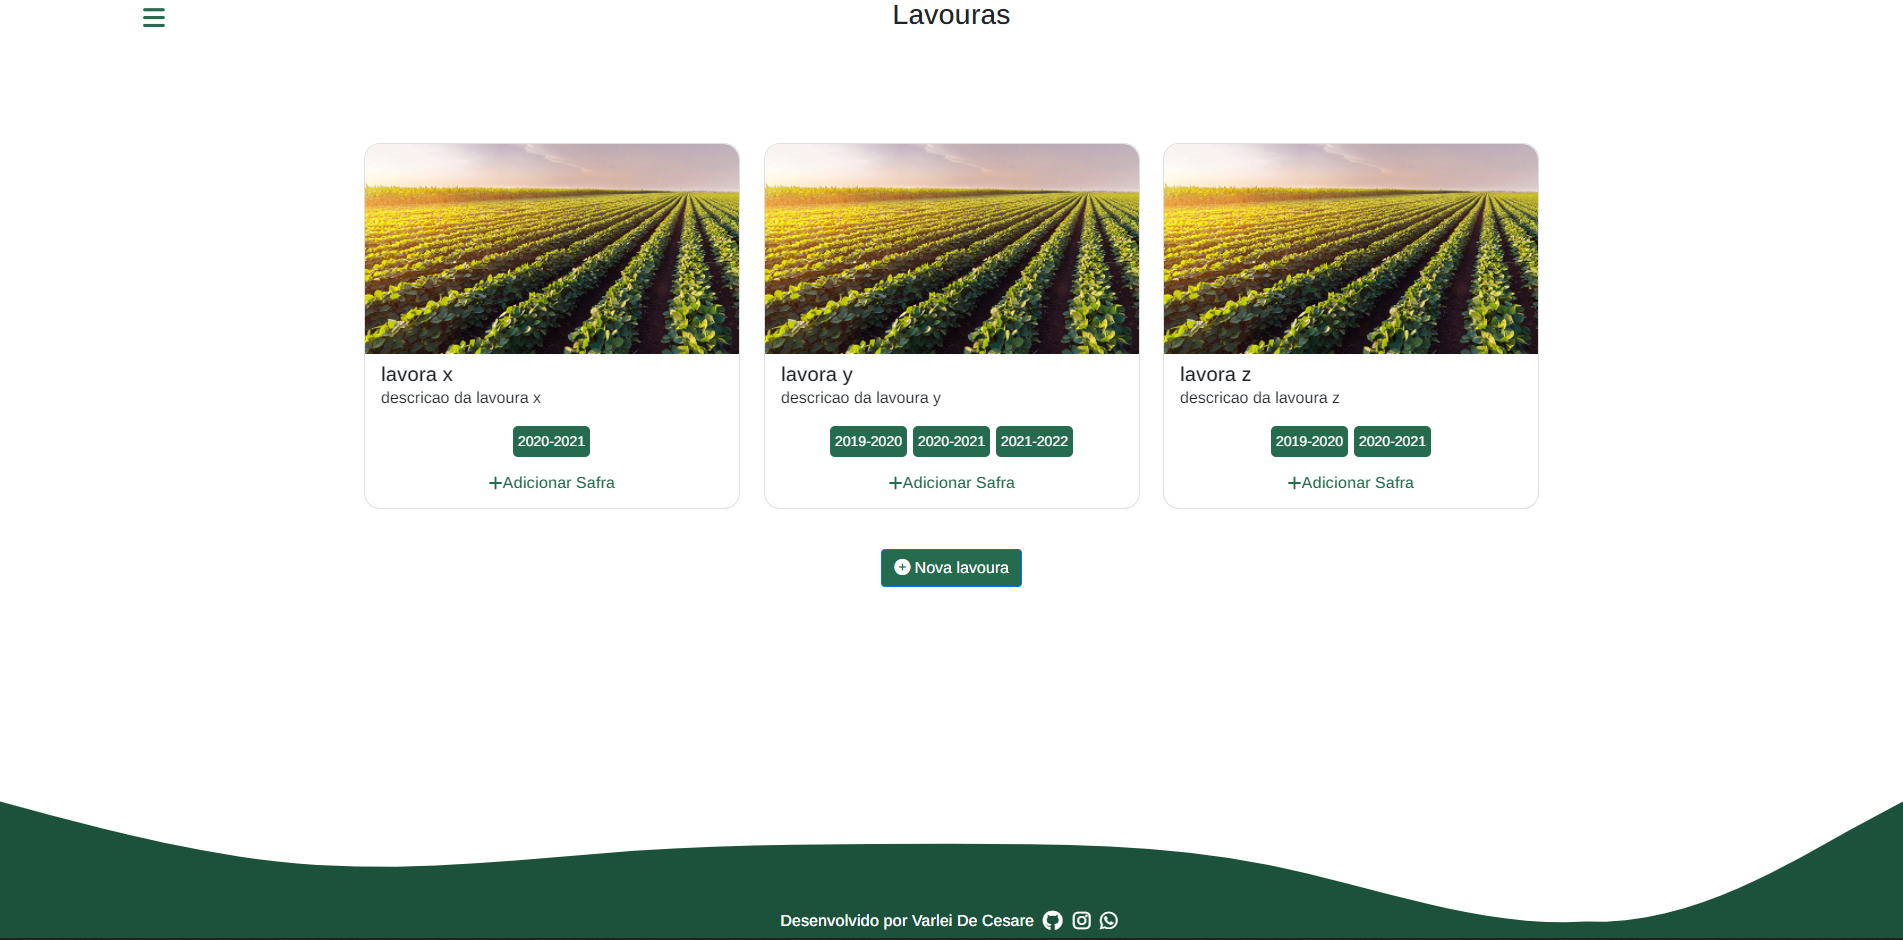 Lavouras
lavora x
descricao da lavoura x
2020-2021
+Adicionar Safra
lavora y
descricao da lavoura y
2019-2020 2020-2021 2021-2022
+Adicionar Safra
lavora z
descricao da lavoura z
2019-2020 2020-2021
+Adicionar Safra
Nova lavoura
Desenvolvido por Varlei De Cesare